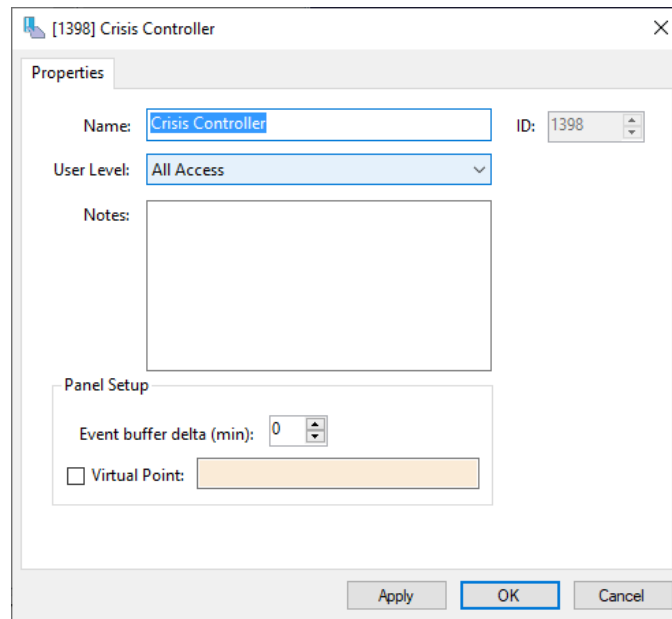 [1398] Crisis Controller
Properties
Name: Crisis Controller ID: 1398
User Level: All Access
Notes:
Panel Setup
Event buffer delta (min): 0
Virtual Point:
Apply OK Cancel